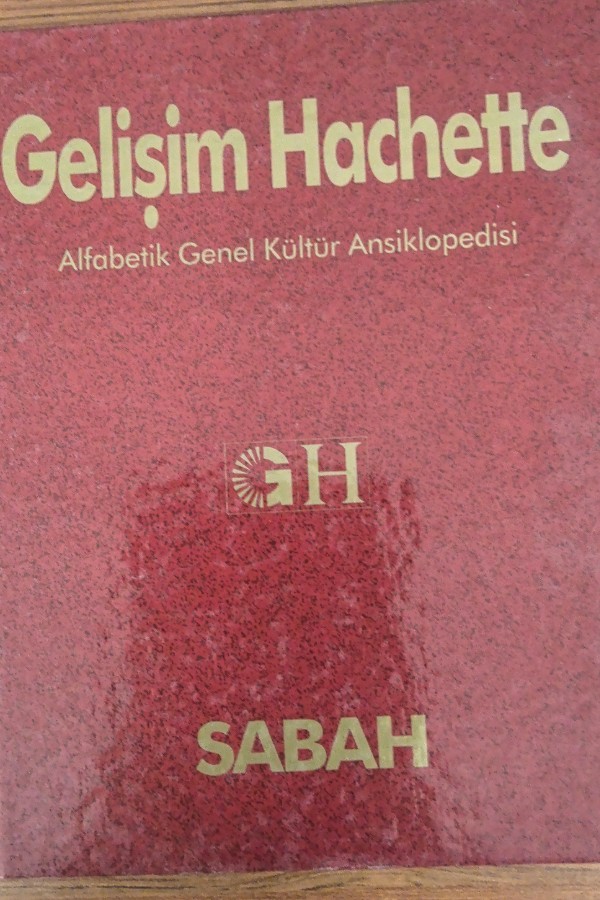 Gelişim Hachette
Alfabetik Genel Kültür Ansiklopedisi
GH
SABAH